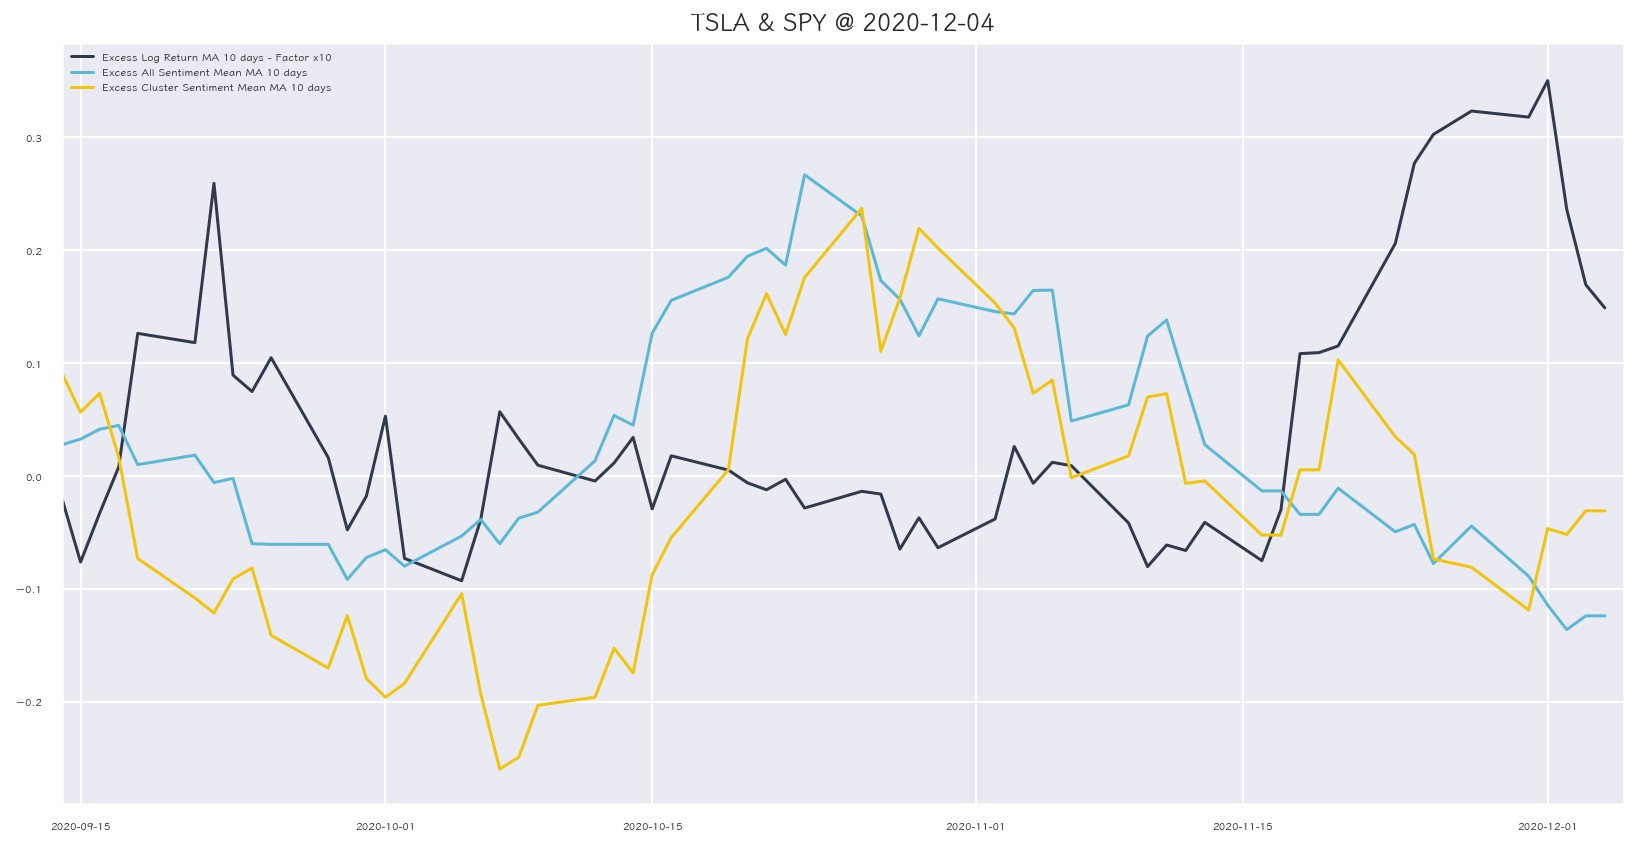 TSLA & SPY @ 2020-12-04
Excess Log Return MA 10 days - Factor x10
Excess All Sentiment Mean MA 10 days
Excess Cluster Sentiment Mean MA 10 days
0.3
0.2
0.1
0.0
−0.1
−0.2
2020-09-15 2020-10-01 2020-10-15 2020-11-01 2020-11-15 2020-12-01